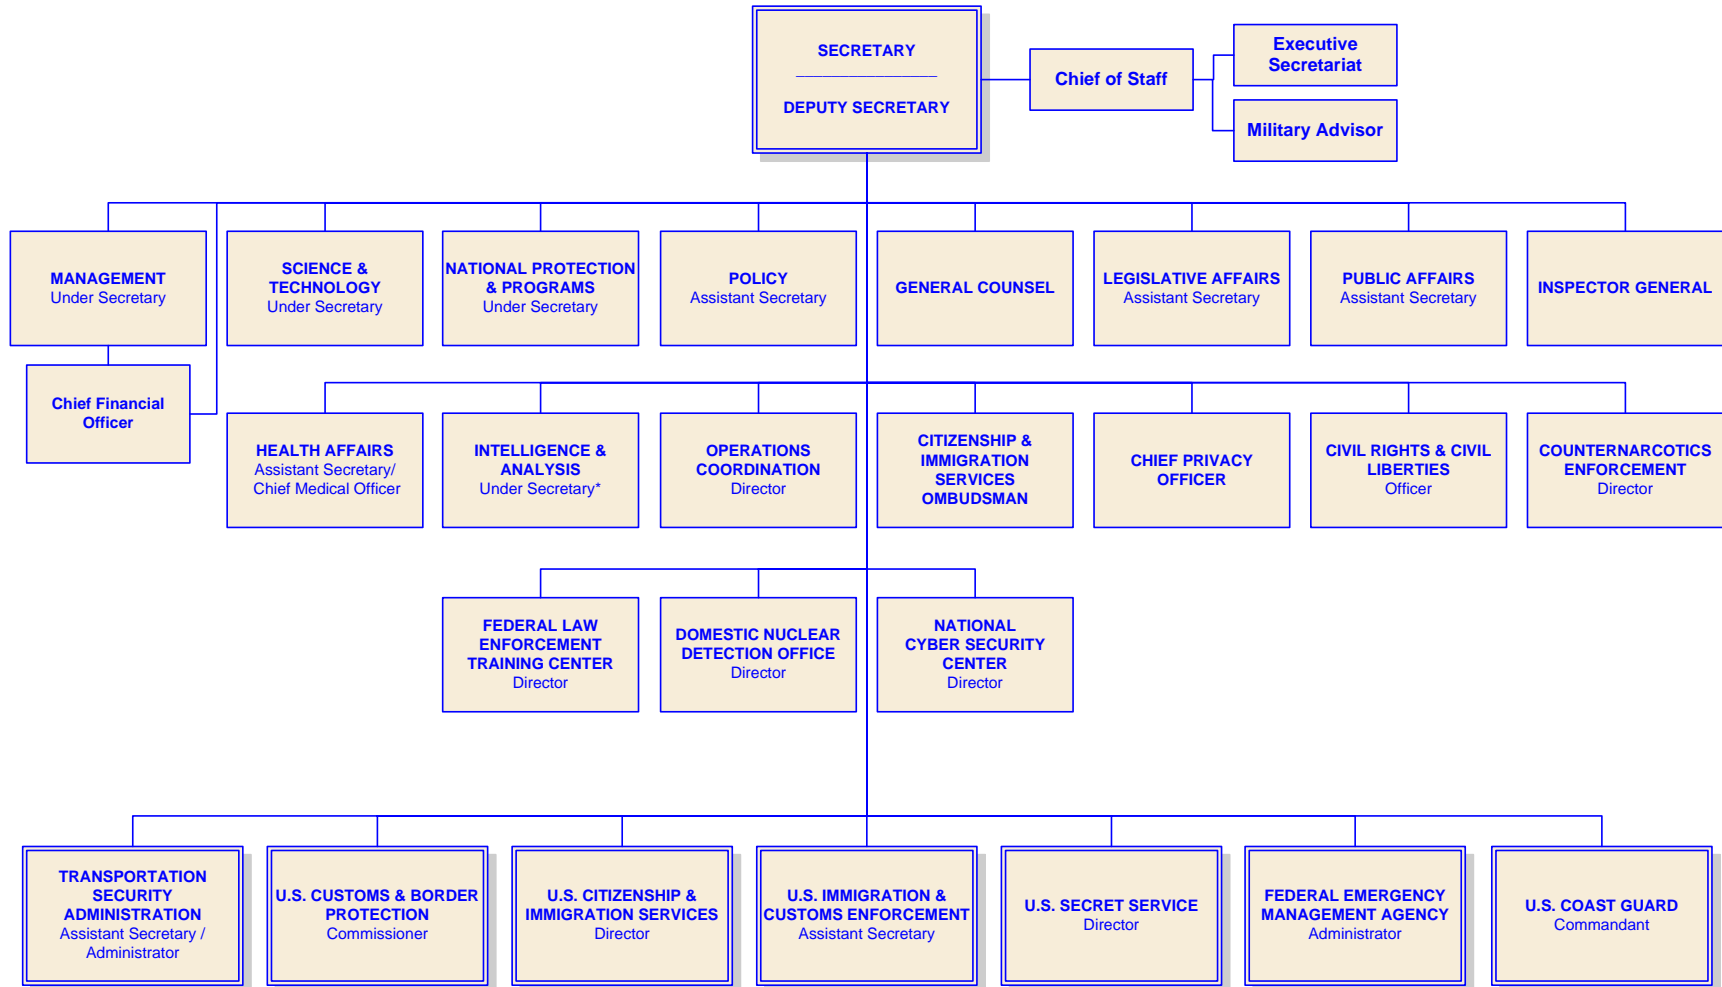 SECRETARY
________________
DEPUTY SECRETARY
Chief of Staff
Executive
Secretariat
Military Advisor
MANAGEMENT
Under Secretary
SCIENCE &
TECHNOLOGY
Under Secretary
NATIONAL PROTECTION
& PROGRAMS
Under Secretary
POLICY
Assistant Secretary
GENERAL COUNSEL
LEGISLATIVE AFFAIRS
Assistant Secretary
PUBLIC AFFAIRS
Assistant Secretary
INSPECTOR GENERAL
Chief Financial
Officer
HEALTH AFFAIRS
Assistant Secretary/
Chief Medical Officer
INTELLIGENCE &
ANALYSIS
Under Secretary*
OPERATIONS
COORDINATION
Director
CITIZENSHIP &
IMMIGRATION
SERVICES
OMBUDSMAN
CHIEF PRIVACY
OFFICER
CIVIL RIGHTS & CIVIL
LIBERTIES
Officer
COUNTERNARCOTICS
ENFORCEMENT
Director
FEDERAL LAW
ENFORCEMENT
TRAINING CENTER
Director
DOMESTIC NUCLEAR
DETECTION OFFICE
Director
NATIONAL
CYBER SECURITY
CENTER
Director
TRANSPORTATION
SECURITY
ADMINISTRATION
Assistant Secretary /
Administrator
U.S. CUSTOMS & BORDER
PROTECTION
Commissioner
U.S. CITIZENSHIP &
IMMIGRATION SERVICES
Director
U.S. IMMIGRATION &
CUSTOMS ENFORCEMENT
Assistant Secretary
U.S. SECRET SERVICE
Director
FEDERAL EMERGENCY
MANAGEMENT AGENCY
Administrator
U.S. COAST GUARD
Commandant